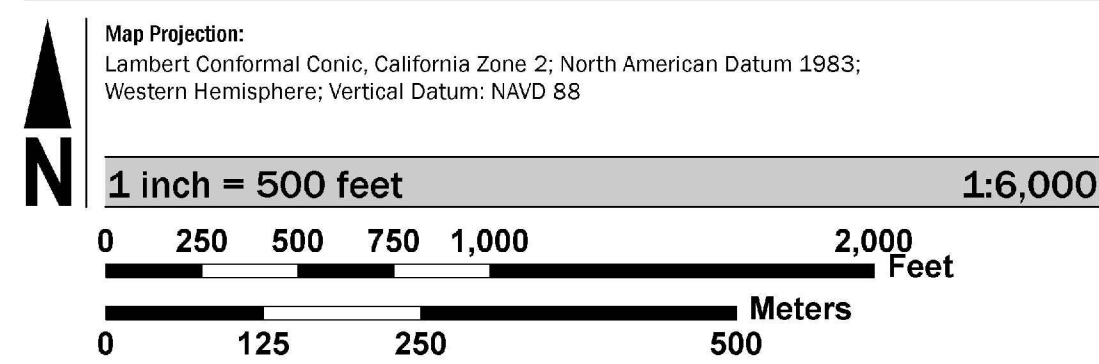 Map Projection:
Lambert Conformal Conic, California Zone 2; North American Datum 1983;
Western Hemisphere; Vertical Datum: NAVD 88
N
1 inch = 500 feet 1:6,000
0 250 500 750 1,000 2,000
Feet
Meters
0 125 250 500